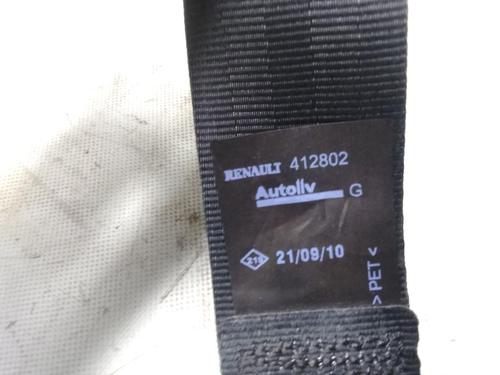 RENAULT 412802
Autoliv G
21/09/10
> PET <